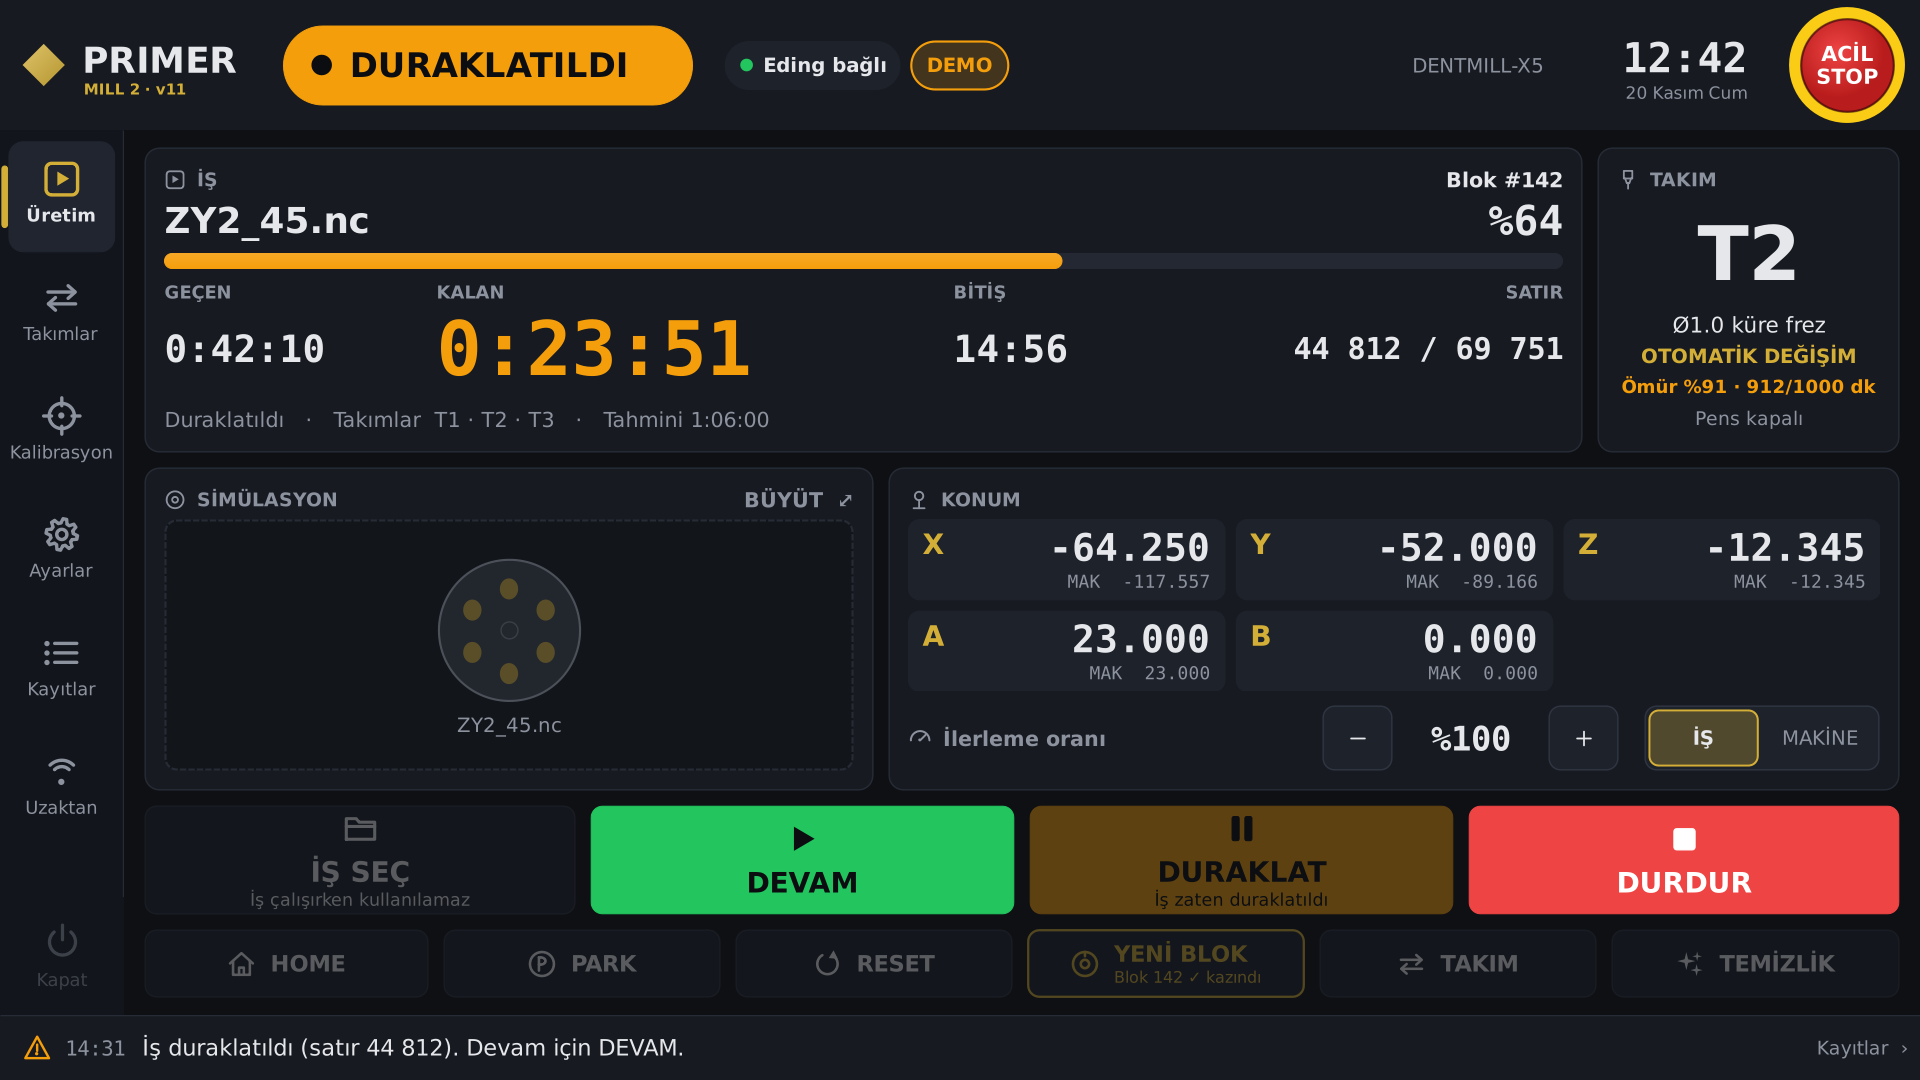 PRIMER
MILL 2 · v11
DURAKLATILDI
Eding bağlı
DEMO
DENTMILL-X5
12:42
20 Kasım Cum
ACİL
STOP
Üretim
Takımlar
Kalibrasyon
Ayarlar
Kayıtlar
Uzaktan
Kapat
İŞ
Blok #142
ZY2_45.nc
%64
GEÇEN
KALAN
BİTİŞ
SATIR
0:42:10
0:23:51
14:56
44 812 / 69 751
Duraklatıldı · Takımlar T1 · T2 · T3 · Tahmini 1:06:00
TAKIM
T2
Ø1.0 küre frez
OTOMATİK DEĞİŞİM
Ömür %91 · 912/1000 dk
Pens kapalı
SİMÜLASYON
BÜYÜT ⤢
ZY2_45.nc
KONUM
X -64.250
MAK -117.557
Y -52.000
MAK -89.166
Z -12.345
MAK -12.345
A 23.000
MAK 23.000
B 0.000
MAK 0.000
İlerleme oranı
− %100 +
İŞ
MAKİNE
İŞ SEÇ
İş çalışırken kullanılamaz
DEVAM
DURAKLAT
İş zaten duraklatıldı
DURDUR
HOME
PARK
RESET
YENİ BLOK
Blok 142 ✓ kazındı
TAKIM
TEMİZLİK
14:31 İş duraklatıldı (satır 44 812). Devam için DEVAM.
Kayıtlar ›